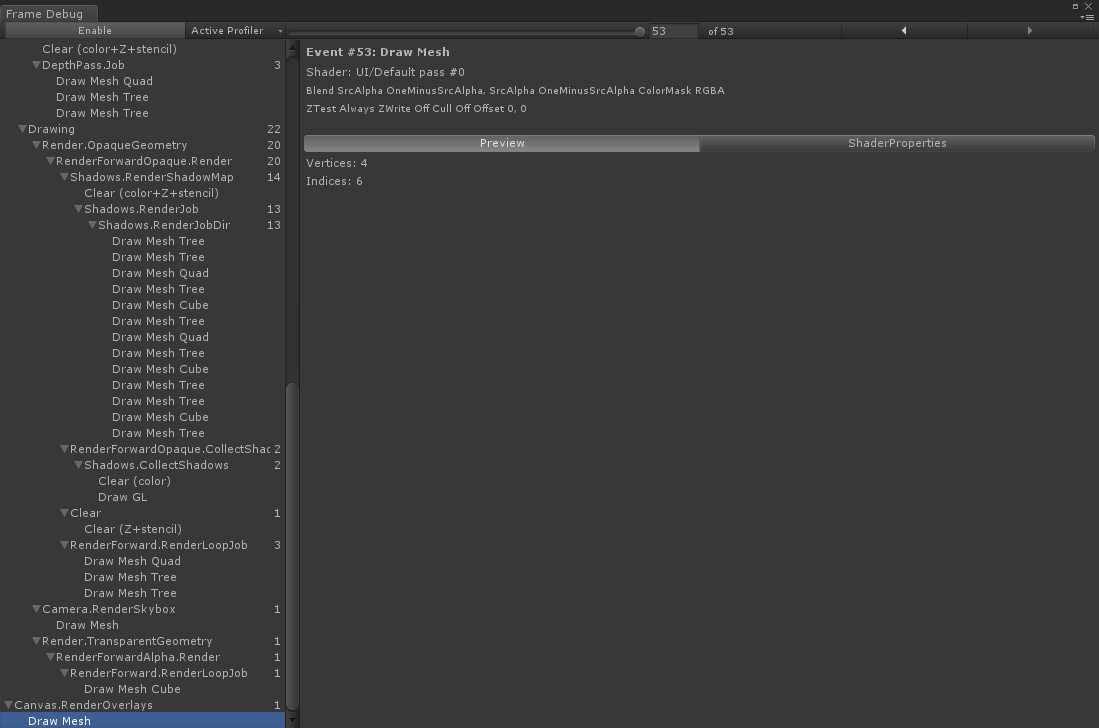 Frame Debug
Enable
Active Profiler
53
of 53
Clear (color+Z+stencil)
DepthPass.Job 3
Draw Mesh Quad
Draw Mesh Tree
Draw Mesh Tree
Drawing 22
Render.OpaqueGeometry 20
RenderForwardOpaque.Render 20
Shadows.RenderShadowMap 14
Clear (color+Z+stencil)
Shadows.RenderJob 13
Shadows.RenderJobDir 13
Draw Mesh Tree
Draw Mesh Tree
Draw Mesh Quad
Draw Mesh Tree
Draw Mesh Cube
Draw Mesh Tree
Draw Mesh Quad
Draw Mesh Tree
Draw Mesh Cube
Draw Mesh Tree
Draw Mesh Tree
Draw Mesh Cube
Draw Mesh Tree
RenderForwardOpaque.CollectShac 2
Shadows.CollectShadows 2
Clear (color)
Draw GL
Clear 1
Clear (Z+stencil)
RenderForward.RenderLoopJob 3
Draw Mesh Quad
Draw Mesh Tree
Draw Mesh Tree
Camera.RenderSkybox 1
Draw Mesh
Render.TransparentGeometry 1
RenderForwardAlpha.Render 1
RenderForward.RenderLoopJob 1
Draw Mesh Cube
Canvas.RenderOverlays 1
Draw Mesh
Event #53: Draw Mesh
Shader: UI/Default pass #0
Blend SrcAlpha OneMinusSrcAlpha, SrcAlpha OneMinusSrcAlpha ColorMask RGBA
ZTest Always ZWrite Off Cull Off Offset 0, 0
Preview
ShaderProperties
Vertices: 4
Indices: 6